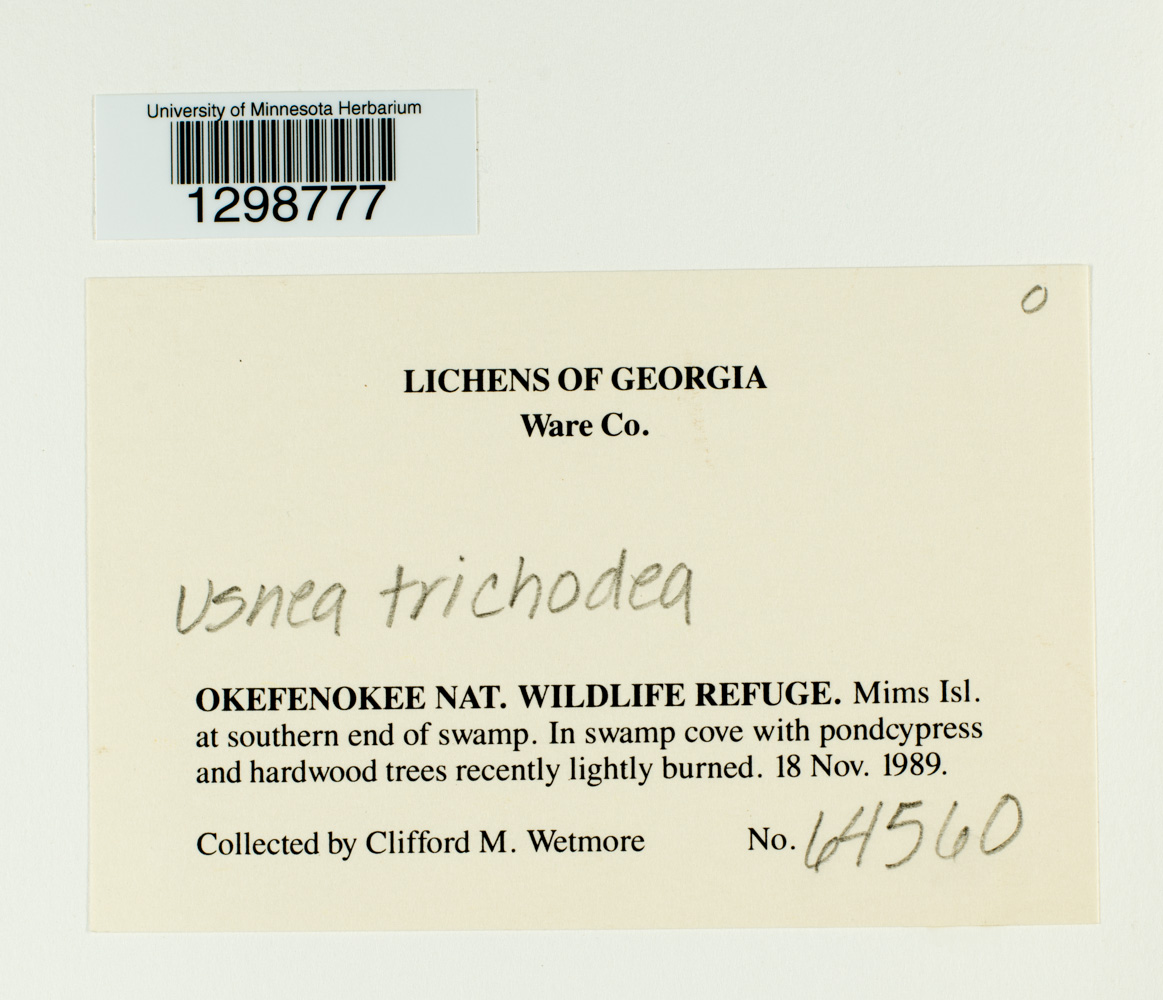 University of Minnesota Herbarium
1298777
O
LICHENS OF GEORGIA
Ware Co.
Usnea trichodea
OKEFENOKEE NAT. WILDLIFE REFUGE. Mims Isl.
at southern end of swamp. In swamp cove with pondcypress
and hardwood trees recently lightly burned. 18 Nov. 1989.
Collected by Clifford M. Wetmore No. 64560